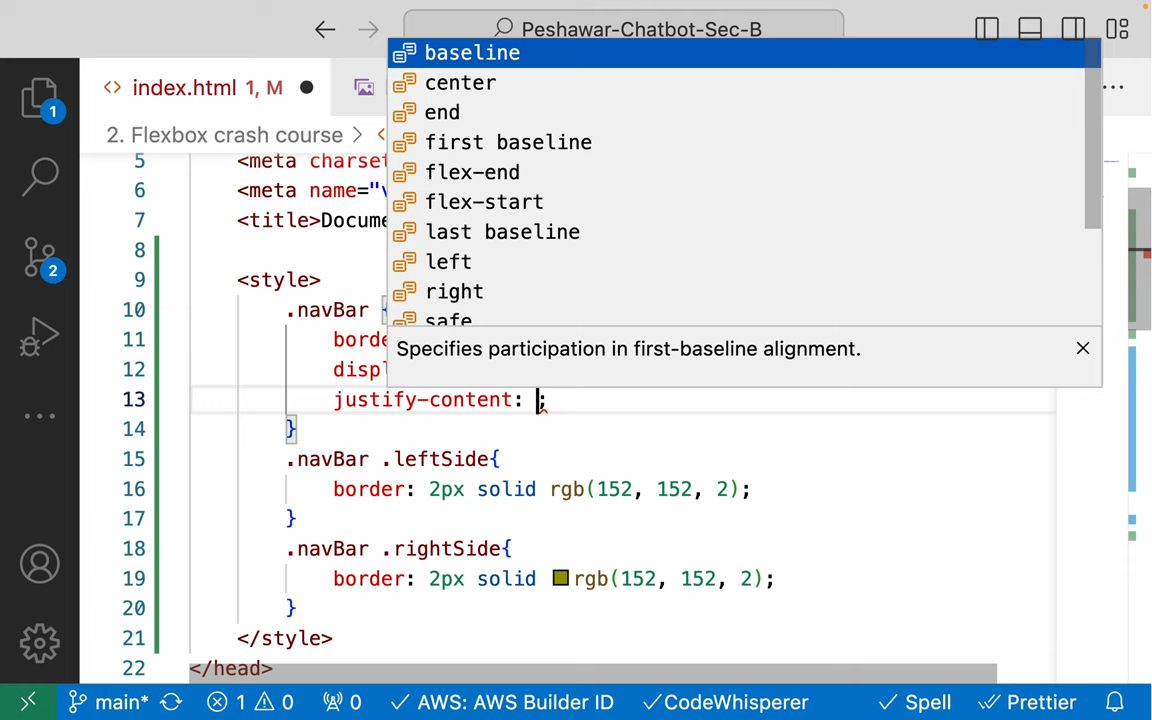 Peshawar-Chatbot-Sec-B
index.html 1, M
2. Flexbox crash course
baseline
center
end
first baseline
flex-end
flex-start
last baseline
left
right
safe
Specifies participation in first-baseline alignment.
1
2
5 <meta charset
6 <meta name="v
7 <title>Docume
8
9 <style>
10 .navBar {
11 borde
12 displ
13 justify-content: ;
14 }
15 .navBar .leftSide{
16 border: 2px solid rgb(152, 152, 2);
17 }
18 .navBar .rightSide{
19 border: 2px solid rgb(152, 152, 2);
20 }
21 </style>
22 </head>
main* 1 0 0 AWS: AWS Builder ID CodeWhisperer Spell Prettier